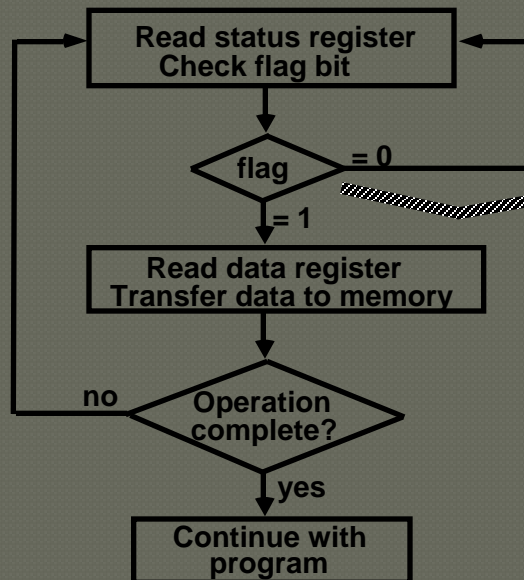 Read status register
Check flag bit
flag
= 0
= 1
Read data register
Transfer data to memory
no
Operation
complete?
yes
Continue with
program